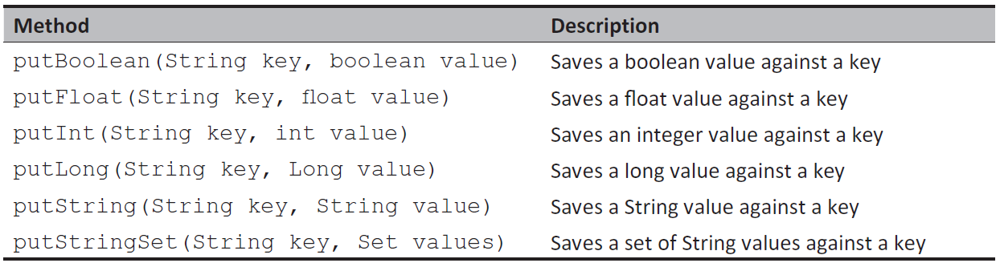 Method Description
putBoolean(String key, boolean value) Saves a boolean value against a key
putFloat(String key, float value) Saves a float value against a key
putInt(String key, int value) Saves an integer value against a key
putLong(String key, Long value) Saves a long value against a key
putString(String key, String value) Saves a String value against a key
putStringSet(String key, Set values) Saves a set of String values against a key